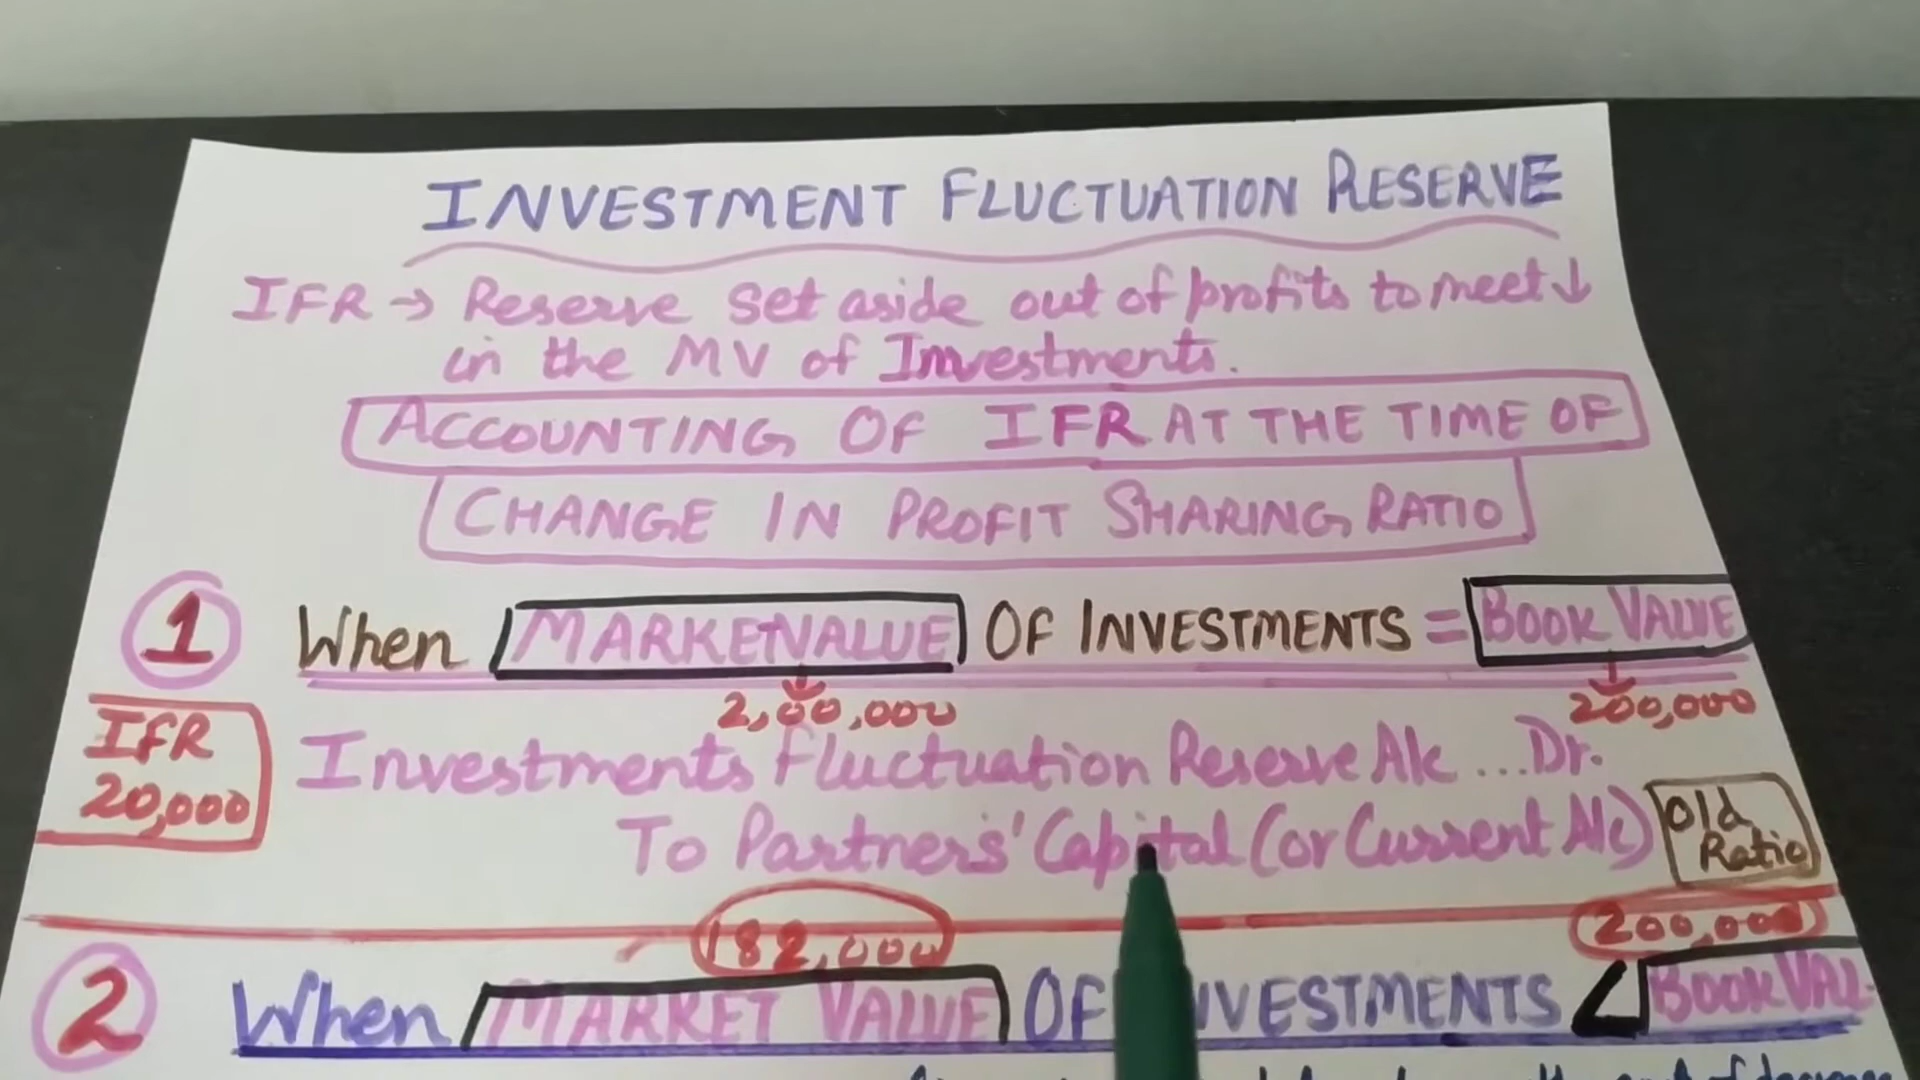 INVESTMENT FLUCTUATION RESERVE
IFR → Reserve set aside out of profits to meet ↓
in the MV of Investments.
ACCOUNTING OF IFR AT THE TIME OF
CHANGE IN PROFIT SHARING RATIO
1 When MARKET VALUE OF INVESTMENTS = BOOK VALUE
2,00,000 200,000
IFR
20,000
Investments Fluctuation Reserve A/c ... Dr.
To Partners' Capital (or Current A/c)
Old
Ratio
182,000 200,000
2 When MARKET VALUE OF INVESTMENTS < BOOK VAL